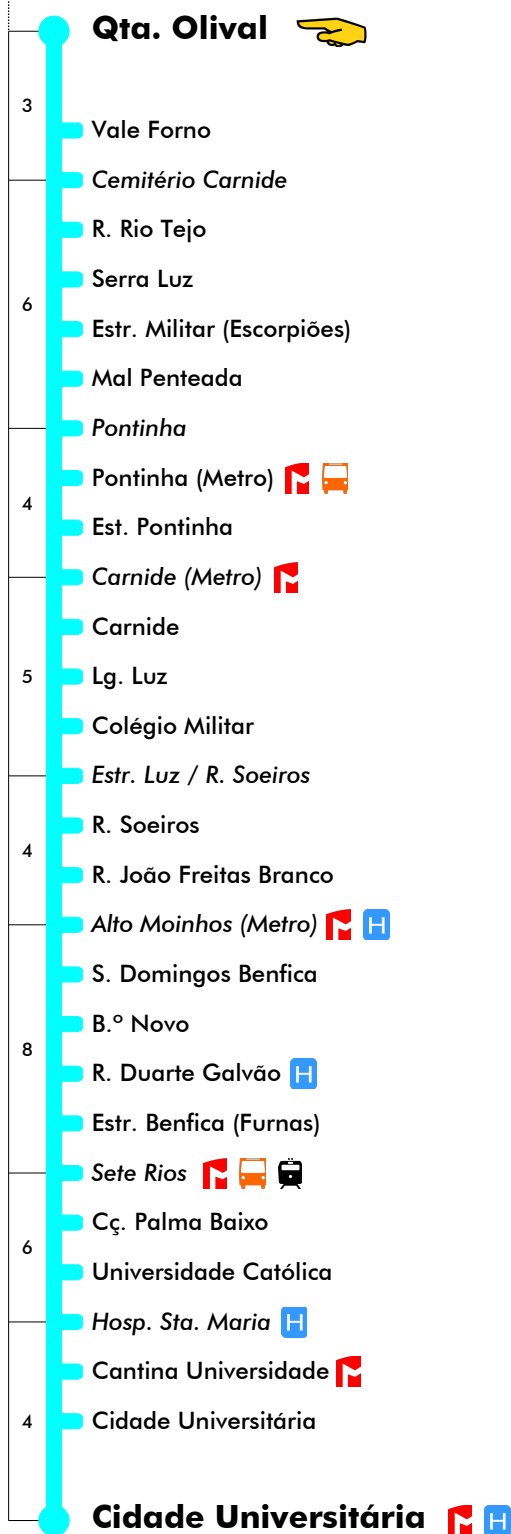 Qta. Olival
3
Vale Forno
Cemitério Carnide
R. Rio Tejo
Serra Luz
6
Estr. Militar (Escorpiões)
Mal Penteada
Pontinha
Pontinha (Metro)
4
Est. Pontinha
Carnide (Metro)
Carnide
5
Lg. Luz
Colégio Militar
Estr. Luz / R. Soeiros
R. Soeiros
4
R. João Freitas Branco
Alto Moinhos (Metro) H
S. Domingos Benfica
B.º Novo
8
R. Duarte Galvão H
Estr. Benfica (Furnas)
Sete Rios
Cç. Palma Baixo
6
Universidade Católica
Hosp. Sta. Maria H
Cantina Universidade
4
Cidade Universitária
Cidade Universitária H